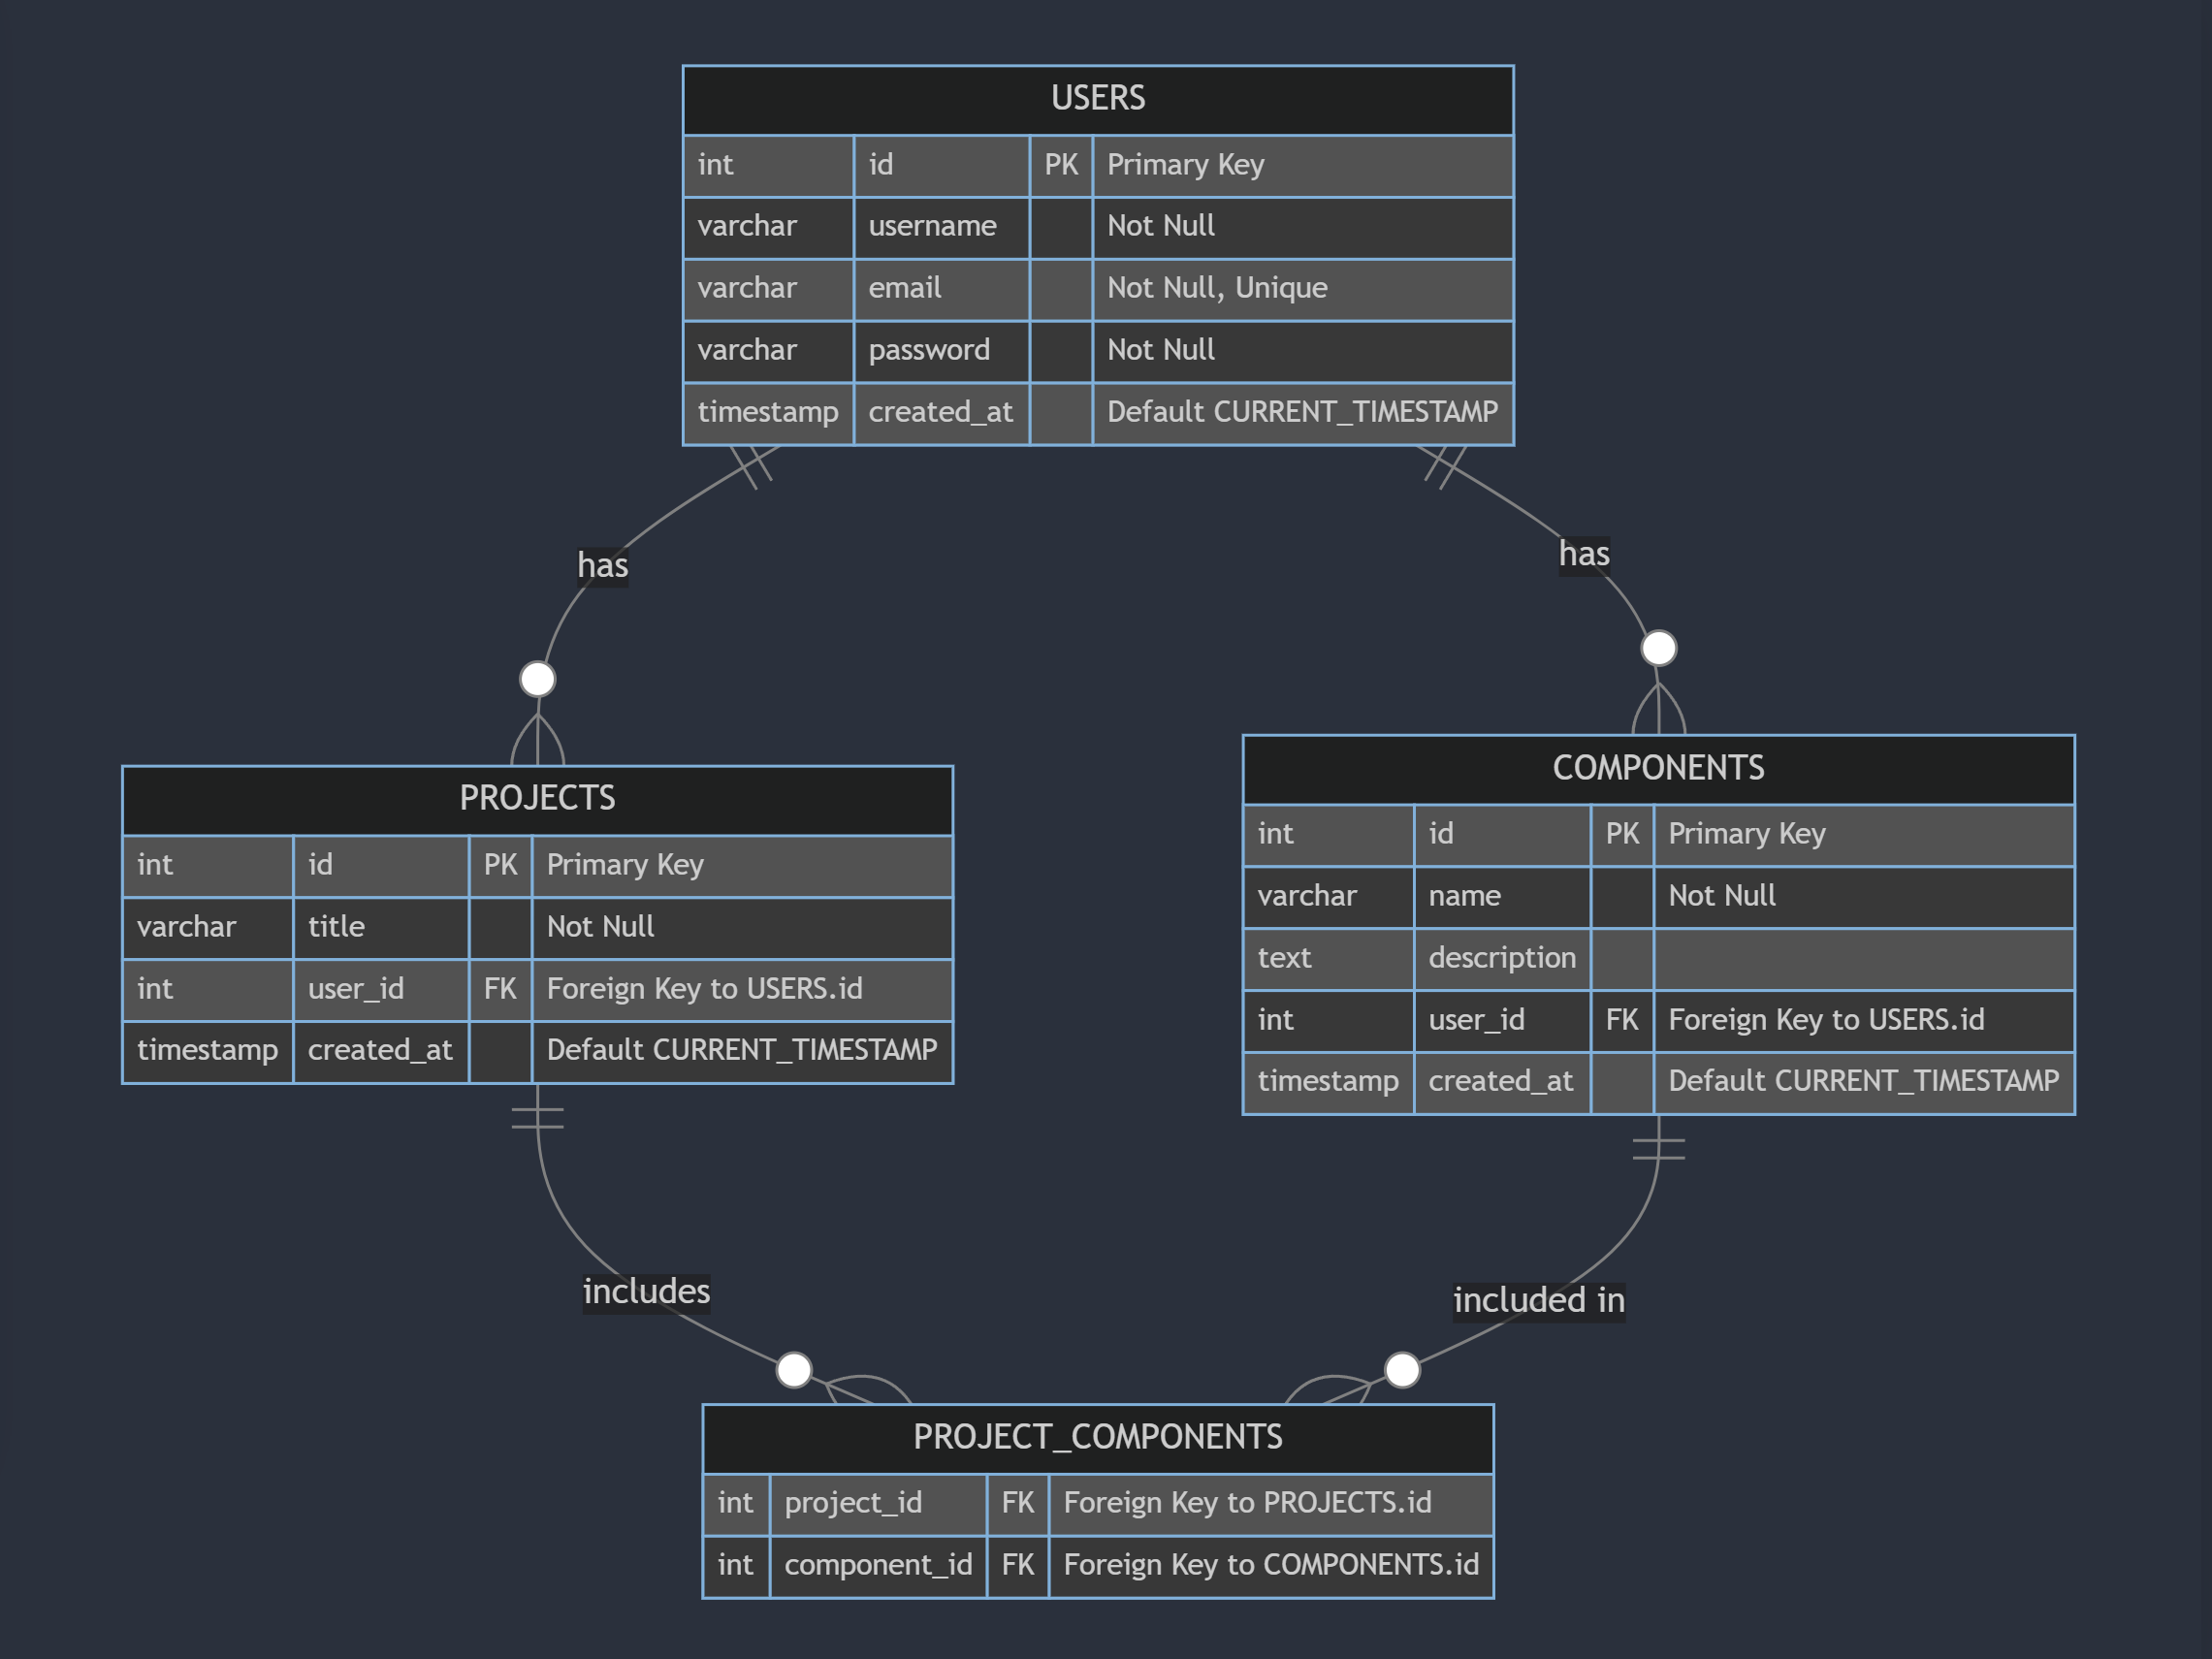 USERS
int id PK Primary Key
varchar username Not Null
varchar email Not Null, Unique
varchar password Not Null
timestamp created_at Default CURRENT_TIMESTAMP
has
has
PROJECTS
int id PK Primary Key
varchar title Not Null
int user_id FK Foreign Key to USERS.id
timestamp created_at Default CURRENT_TIMESTAMP
COMPONENTS
int id PK Primary Key
varchar name Not Null
text description
int user_id FK Foreign Key to USERS.id
timestamp created_at Default CURRENT_TIMESTAMP
includes
included in
PROJECT_COMPONENTS
int project_id FK Foreign Key to PROJECTS.id
int component_id FK Foreign Key to COMPONENTS.id